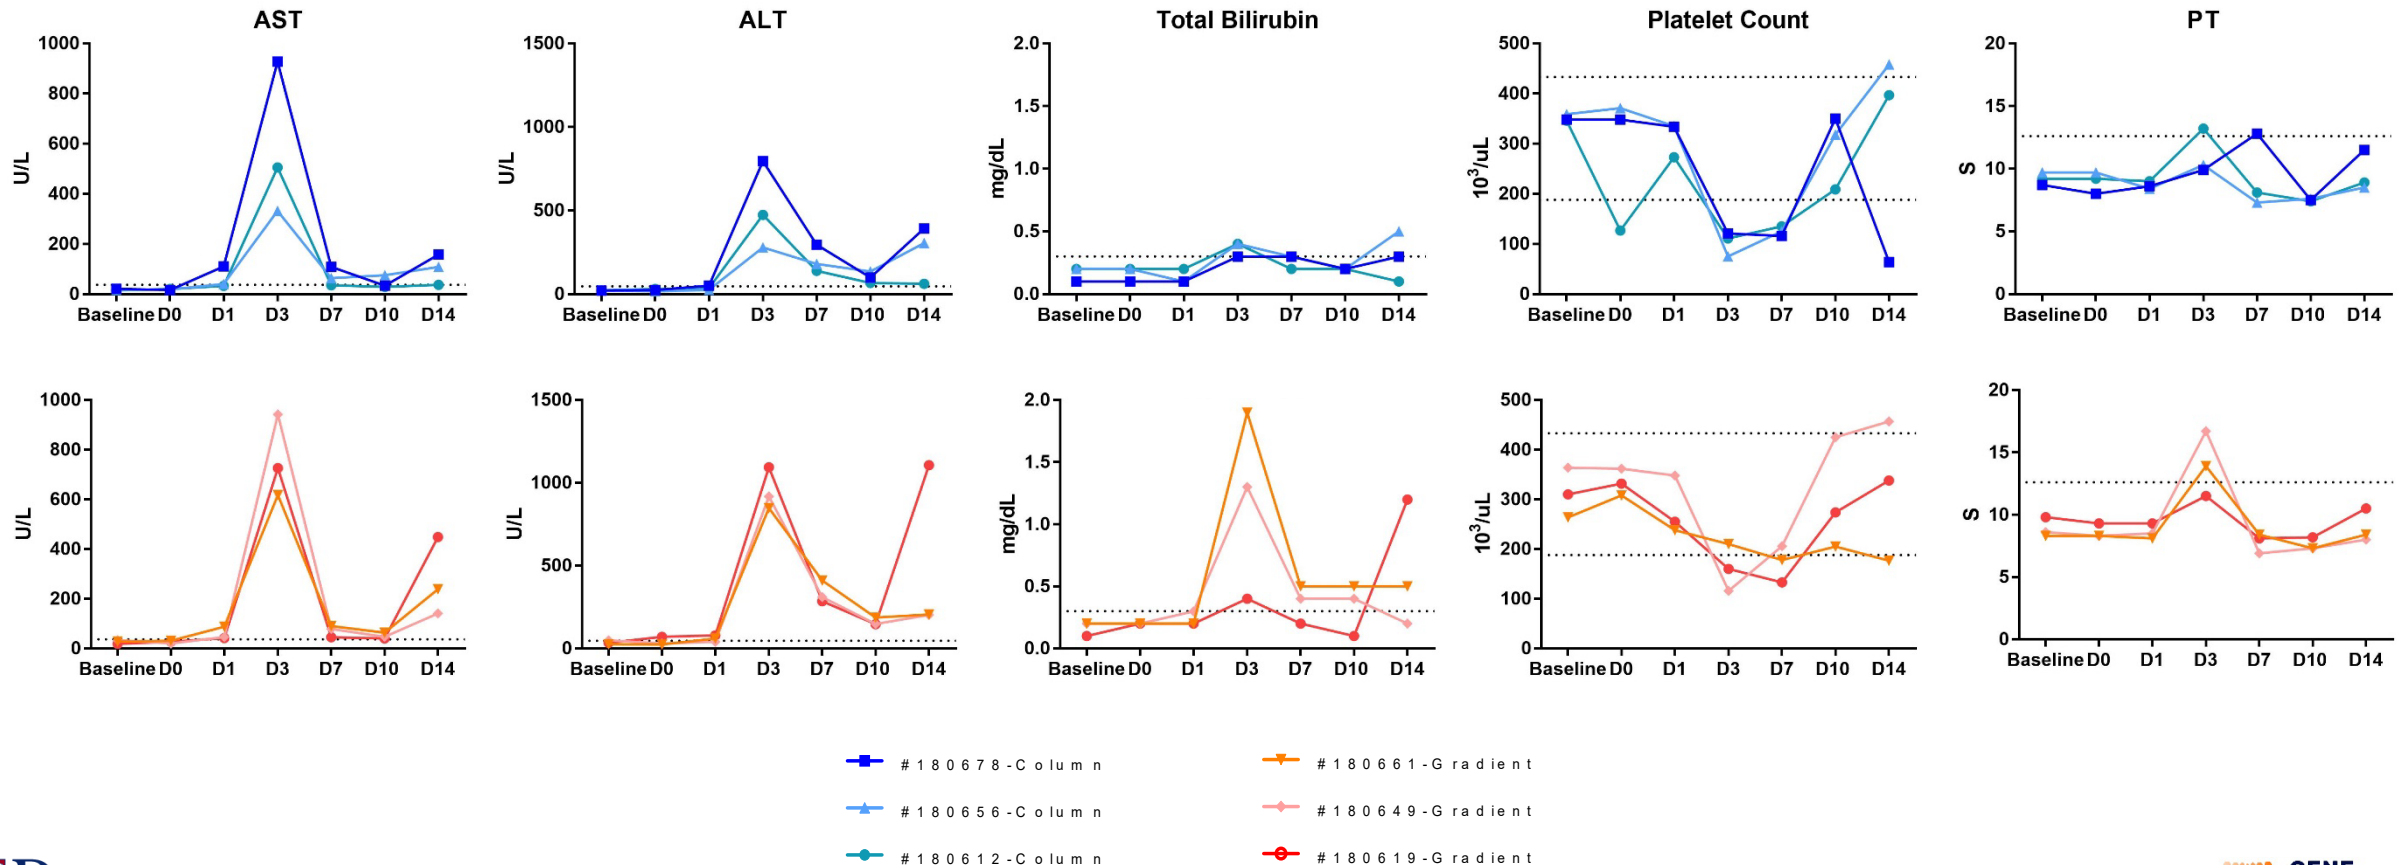 AST
ALT
Total Bilirubin
Platelet Count
PT
1000
800
600
400
200
0
U/L
Baseline D0 D1 D3 D7 D10 D14
1500
1000
500
0
U/L
Baseline D0 D1 D3 D7 D10 D14
2.0
1.5
1.0
0.5
0.0
mg/dL
Baseline D0 D1 D3 D7 D10 D14
500
400
300
200
100
0
10³/uL
Baseline D0 D1 D3 D7 D10 D14
20
15
10
5
0
S
Baseline D0 D1 D3 D7 D10 D14
1000
800
600
400
200
0
U/L
Baseline D0 D1 D3 D7 D10 D14
1500
1000
500
0
U/L
Baseline D0 D1 D3 D7 D10 D14
2.0
1.5
1.0
0.5
0.0
mg/dL
Baseline D0 D1 D3 D7 D10 D14
500
400
300
200
100
0
10³/uL
Baseline D0 D1 D3 D7 D10 D14
20
15
10
5
0
S
Baseline D0 D1 D3 D7 D10 D14
#180678-Column
#180656-Column
#180612-Column
#180661-Gradient
#180649-Gradient
#180619-Gradient